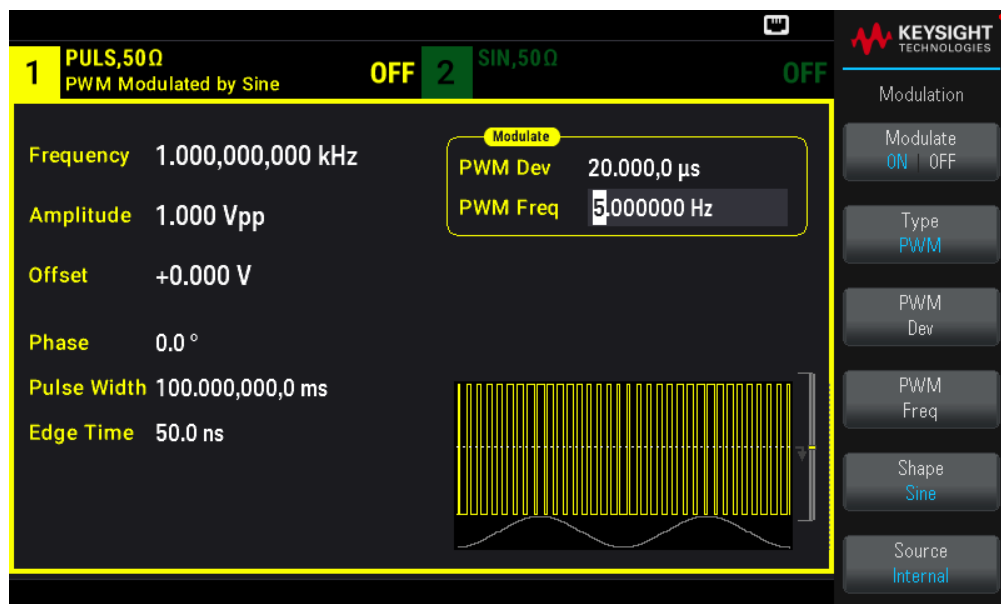 1
PULS,50Ω
PWM Modulated by Sine
OFF
2
SIN,50Ω
OFF
Frequency 1.000,000,000 kHz
Amplitude 1.000 Vpp
Offset +0.000 V
Phase 0.0 °
Pulse Width 100.000,000,0 ms
Edge Time 50.0 ns
Modulate
PWM Dev 20.000,0 µs
PWM Freq 5.000000 Hz
KEYSIGHT
TECHNOLOGIES
Modulation
Modulate
ON | OFF
Type
PWM
PWM
Dev
PWM
Freq
Shape
Sine
Source
Internal